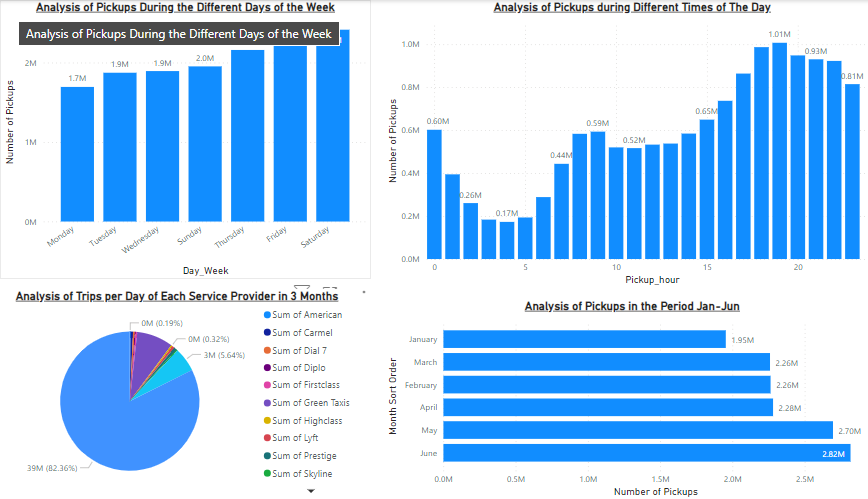 Analysis of Pickups During the Different Days of the Week
Analysis of Pickups During the Different Days of the Week
Number of Pickups
2M
1M
0M
1.7M
1.9M
1.9M
2.0M
Monday
Tuesday
Wednesday
Sunday
Thursday
Friday
Saturday
Day_Week
Analysis of Pickups during Different Times of The Day
Number of Pickups
1.0M
0.8M
0.6M
0.4M
0.2M
0.0M
0.60M
0.26M
0.17M
0.44M
0.59M
0.52M
0.65M
1.01M
0.93M
0.81M
0
5
10
15
20
Pickup_hour
Analysis of Trips per Day of Each Service Provider in 3 Months
0M (0.19%)
0M (0.32%)
3M (5.64%)
39M (82.36%)
Sum of American
Sum of Carmel
Sum of Dial 7
Sum of Diplo
Sum of Firstclass
Sum of Green Taxis
Sum of Highclass
Sum of Lyft
Sum of Prestige
Sum of Skyline
Analysis of Pickups in the Period Jan-Jun
Month Sort Order
January
1.95M
March
2.26M
February
2.26M
April
2.28M
May
2.70M
June
2.82M
0.0M
0.5M
1.0M
1.5M
2.0M
2.5M
Number of Pickups